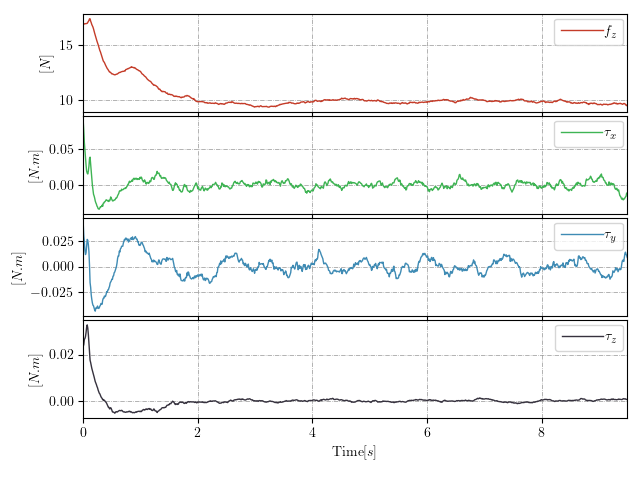 f_z
15
10
[N]
τ_x
0.05
0.00
[N.m]
τ_y
0.025
0.000
−0.025
[N.m]
τ_z
0.02
0.00
[N.m]
0 2 4 6 8
Time[s]